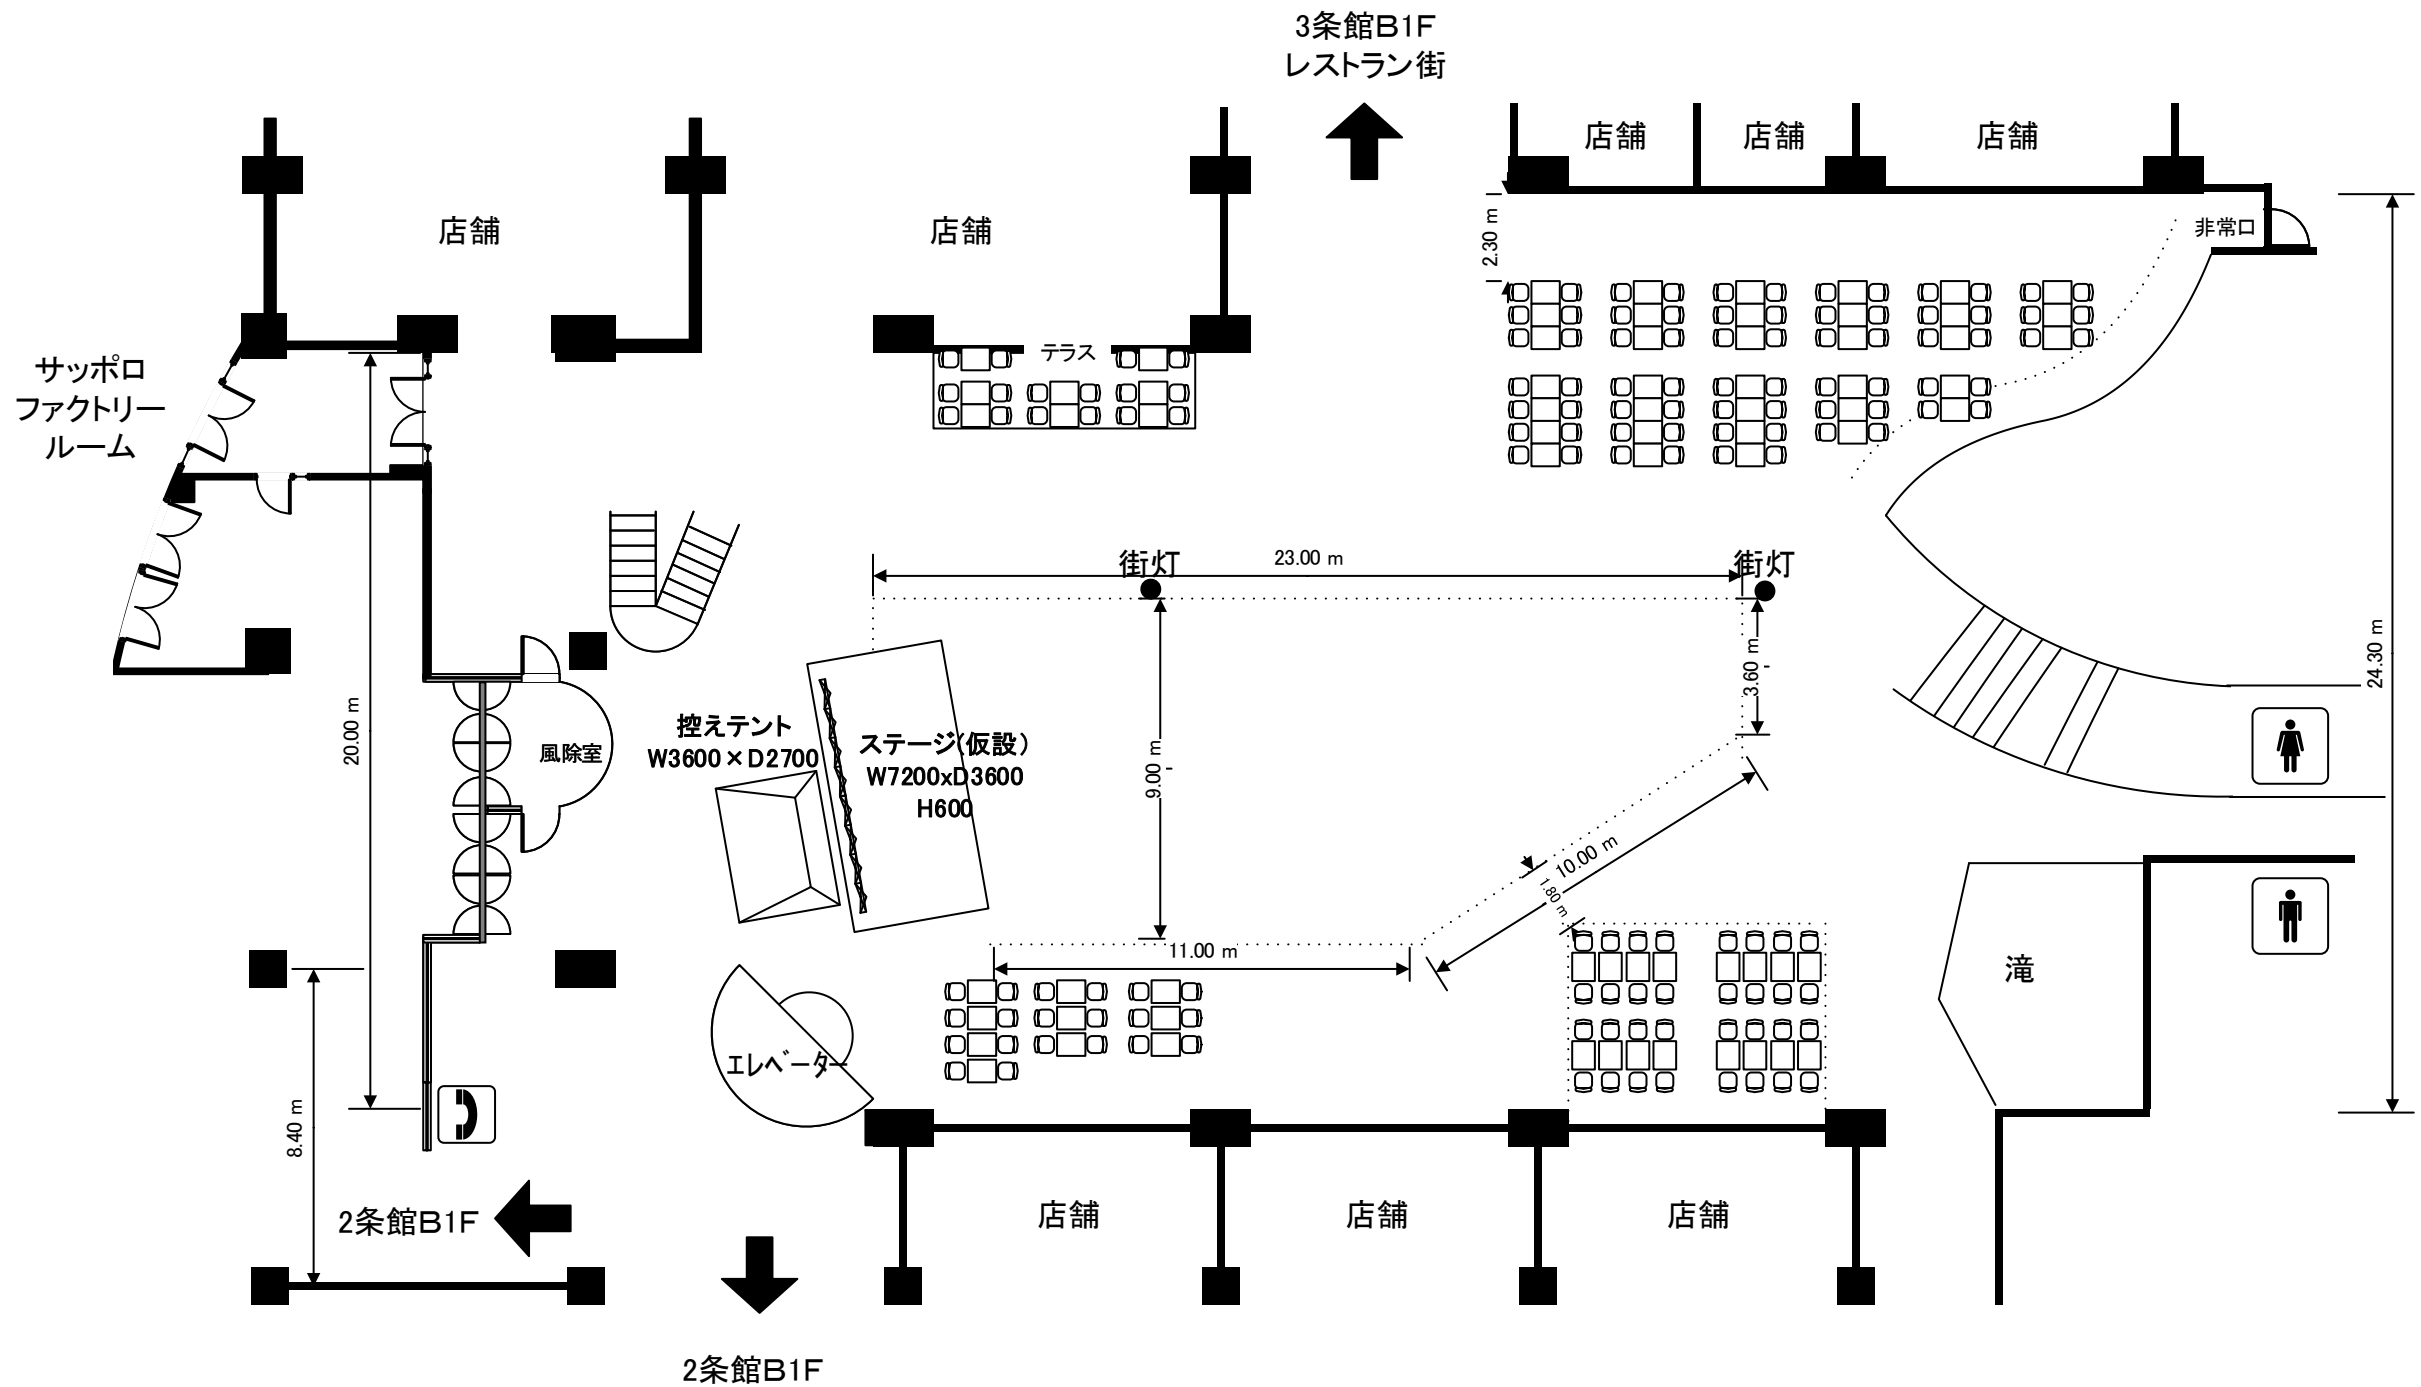 3条館B1F
レストラン街
店舗
店舗
店舗
店舗
店舗
非常口
2.30 m
サッポロ
ファクトリー
ルーム
テラス
街灯
23.00 m
街灯
20.00 m
3.60 m
24.30 m
控えテント
W3600×D2700
ステージ(仮設)
W7200xD3600
H600
風除室
9.00 m
10.00 m
1.80 m
11.00 m
滝
エレベーター
8.40 m
2条館B1F
店舗
店舗
店舗
2条館B1F